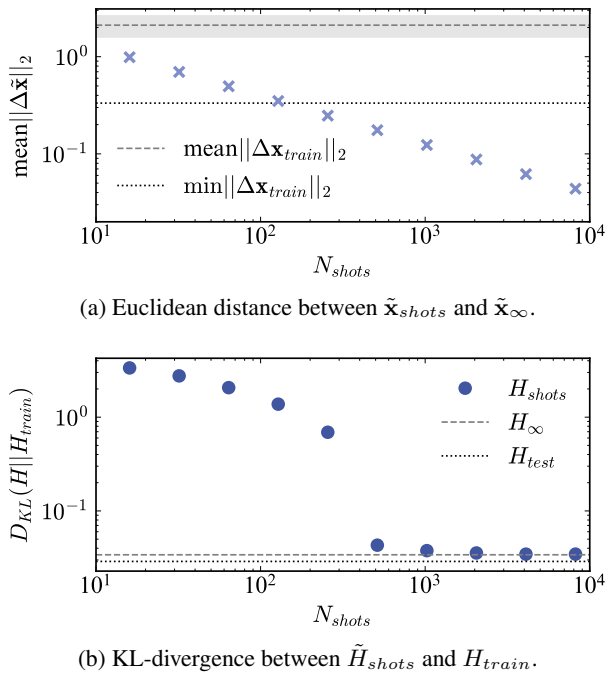 10⁰
10⁻¹
mean||Δx̃||₂
mean||Δx_train||₂
min||Δx_train||₂
10¹ 10² 10³ 10⁴
N_shots
(a) Euclidean distance between x̃_shots and x̃_∞.
10⁰
10⁻¹
D_KL(H||H_train)
H_shots
H_∞
H_test
10¹ 10² 10³ 10⁴
N_shots
(b) KL-divergence between H̃_shots and H_train.